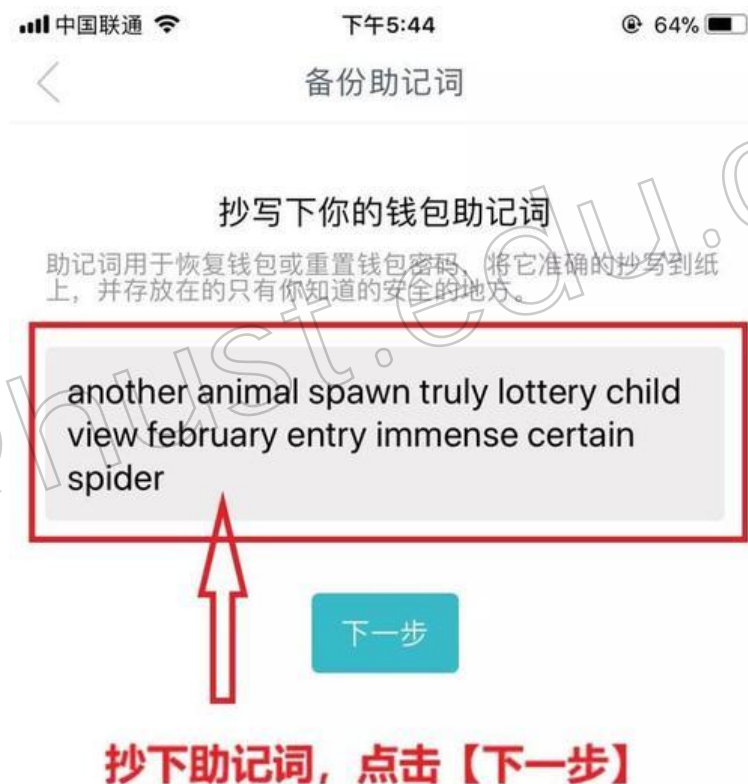 中国联通 下午5:44 64%
备份助记词
抄写下你的钱包助记词
助记词用于恢复钱包或重置钱包密码，将它准确的抄写到纸
上，并存放在的只有你知道的安全的地方。
another animal spawn truly lottery child
view february entry immense certain
spider
下一步
抄下助记词，点击【下一步】